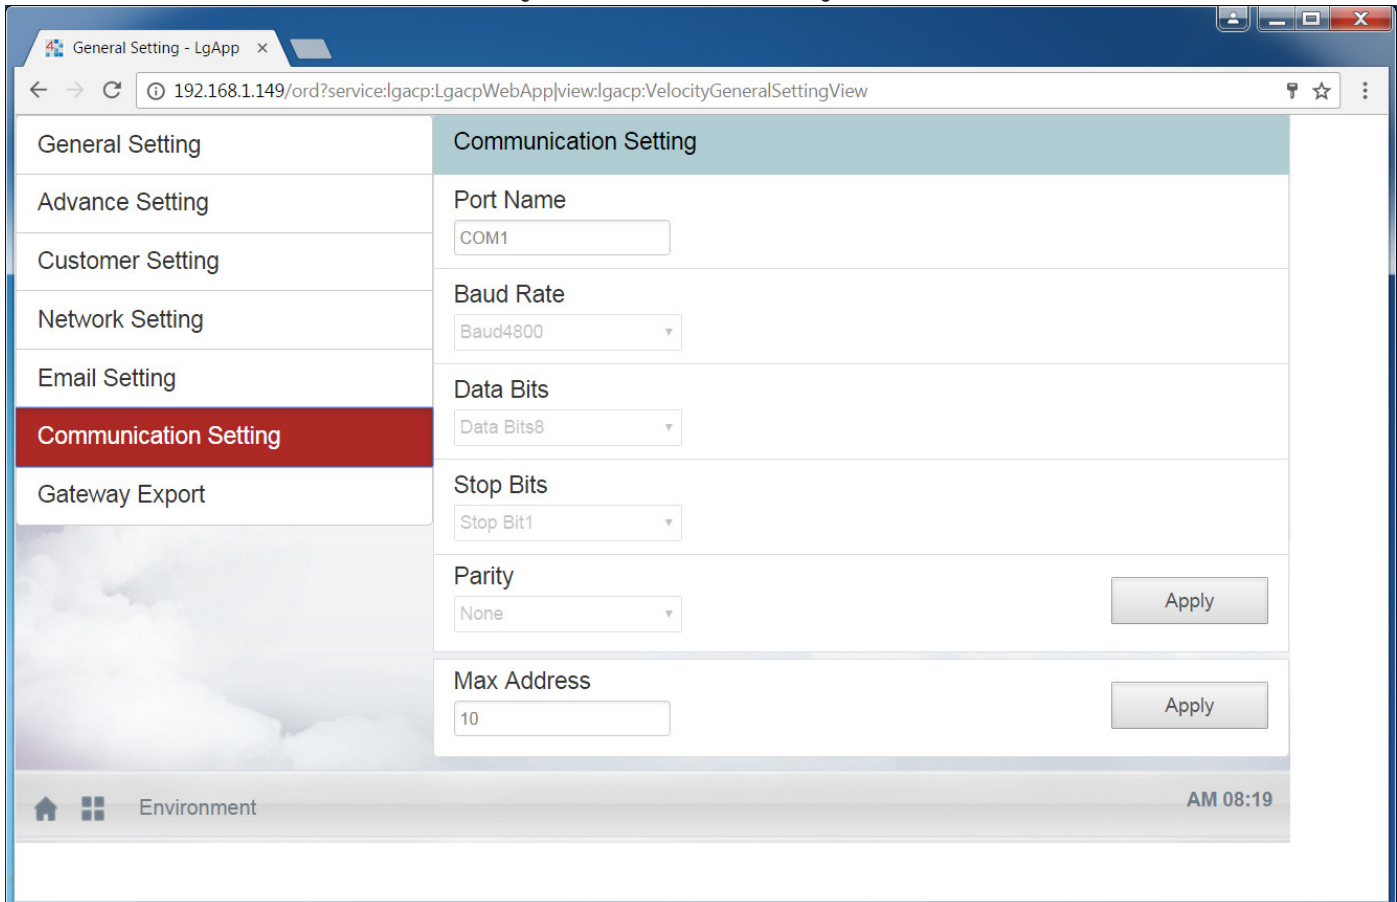 General Setting - LgApp
192.168.1.149/ord?service:lgacp:LgacpWebApp|view:lgacp:VelocityGeneralSettingView
General Setting
Advance Setting
Customer Setting
Network Setting
Email Setting
Communication Setting
Gateway Export
Communication Setting
Port Name
COM1
Baud Rate
Baud4800
Data Bits
Data Bits8
Stop Bits
Stop Bit1
Parity
None
Apply
Max Address
10
Apply
Environment
AM 08:19